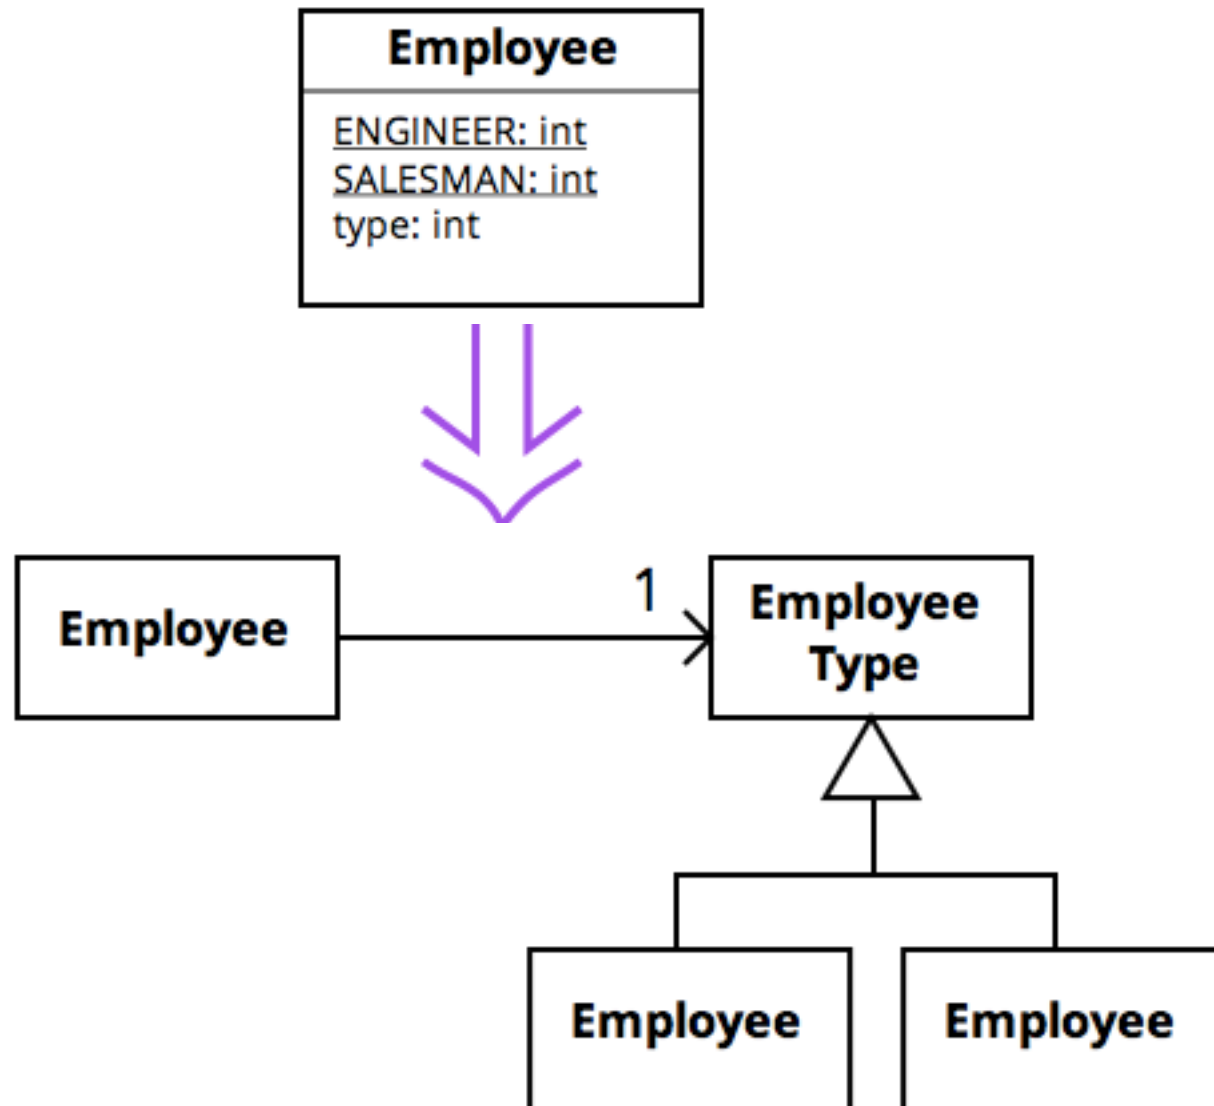 Employee
ENGINEER: int
SALESMAN: int
type: int
1
Employee
Employee
Type
Employee
Employee